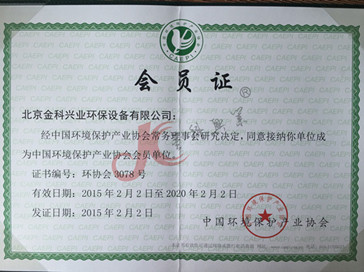 CAEPI
会员证
北京金科兴业环保设备有限公司：
经中国环境保护产业协会常务理事会研究决定，同意接纳你单位成
为中国环境保护产业协会会员单位。
证书编号：环协会3078号
有效日期：2015年2月2日至2020年2月2日
发证日期：2015年2月2日
中国环境保护产业协会